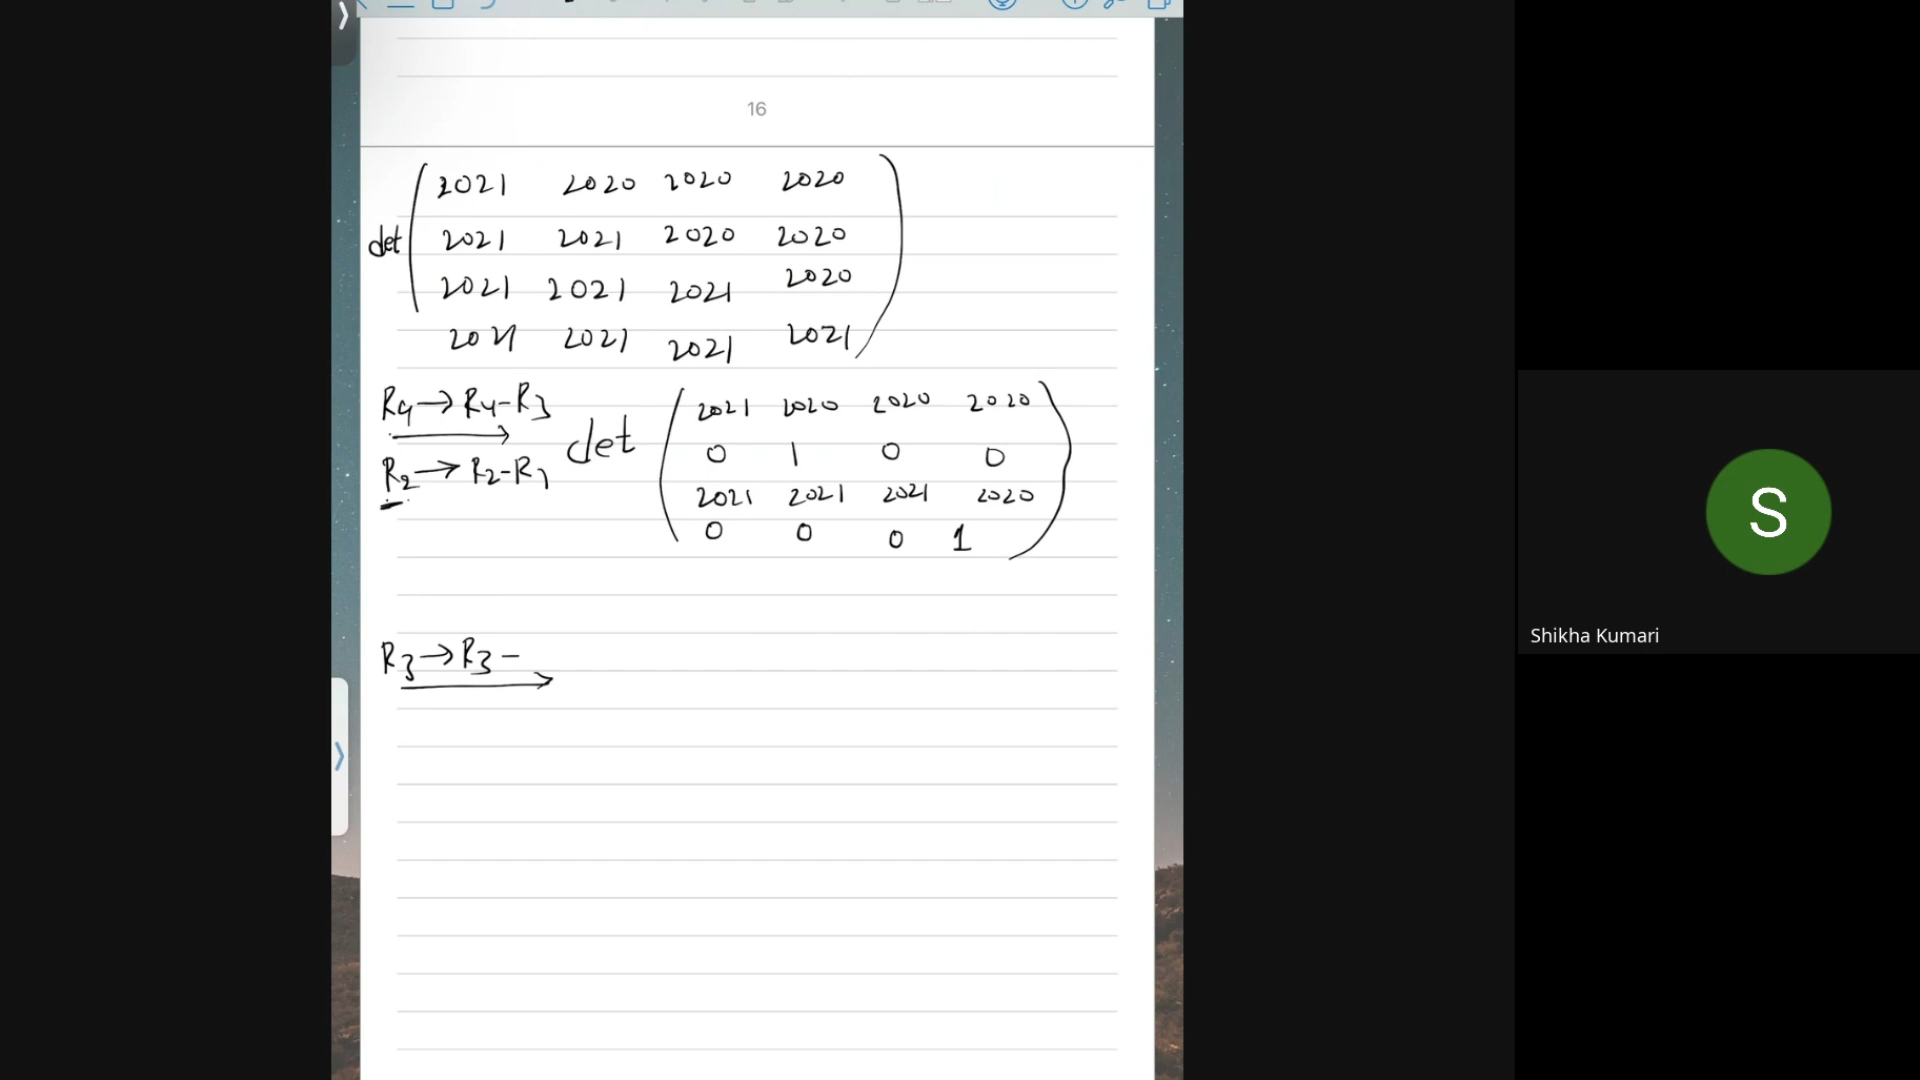 16
det ( 2021 2020 2020 2020
2021 2021 2020 2020
2021 2021 2021 2020
2021 2021 2021 2021 )
R4 → R4-R3
R2 → R2-R1
det ( 2021 2020 2020 2020
0 1 0 0
2021 2021 2021 2020
0 0 0 1 )
R3 → R3 -
S
Shikha Kumari